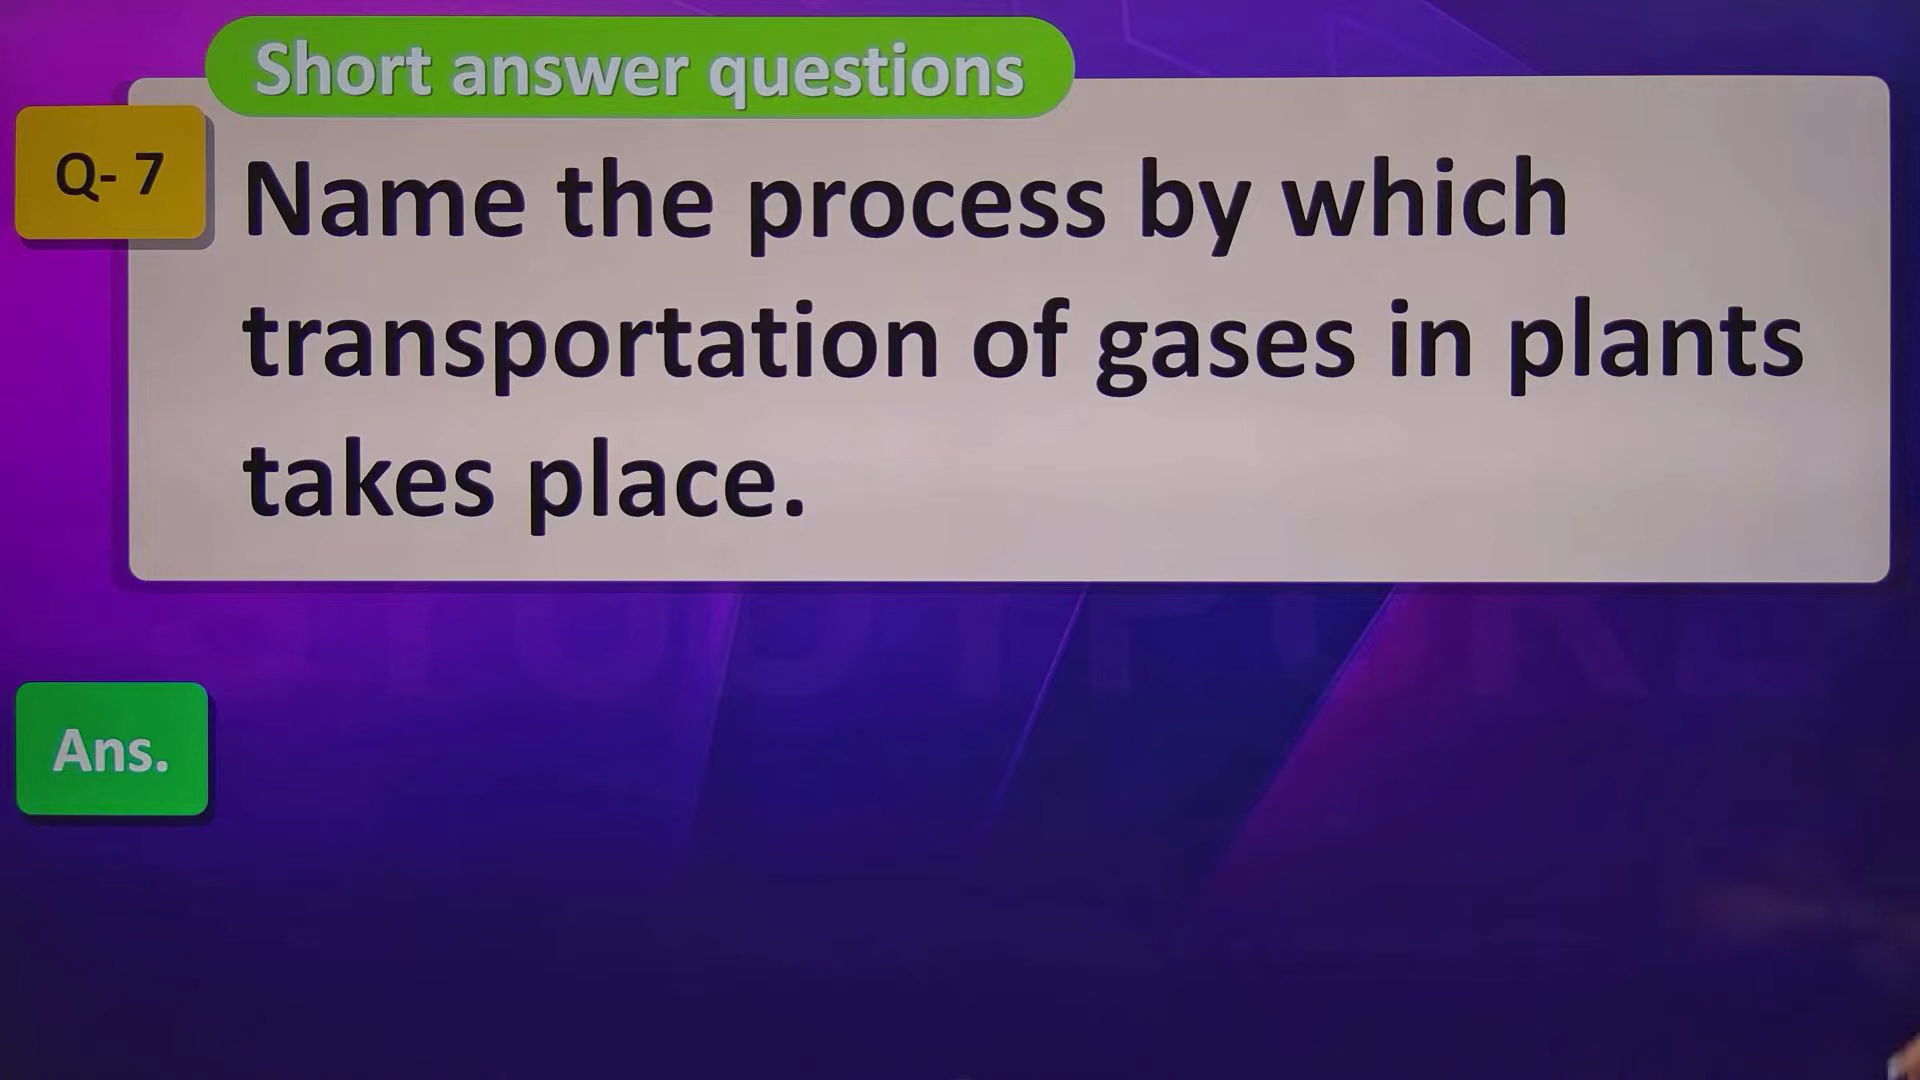 Short answer questions
Q- 7
Name the process by which
transportation of gases in plants
takes place.
Ans.